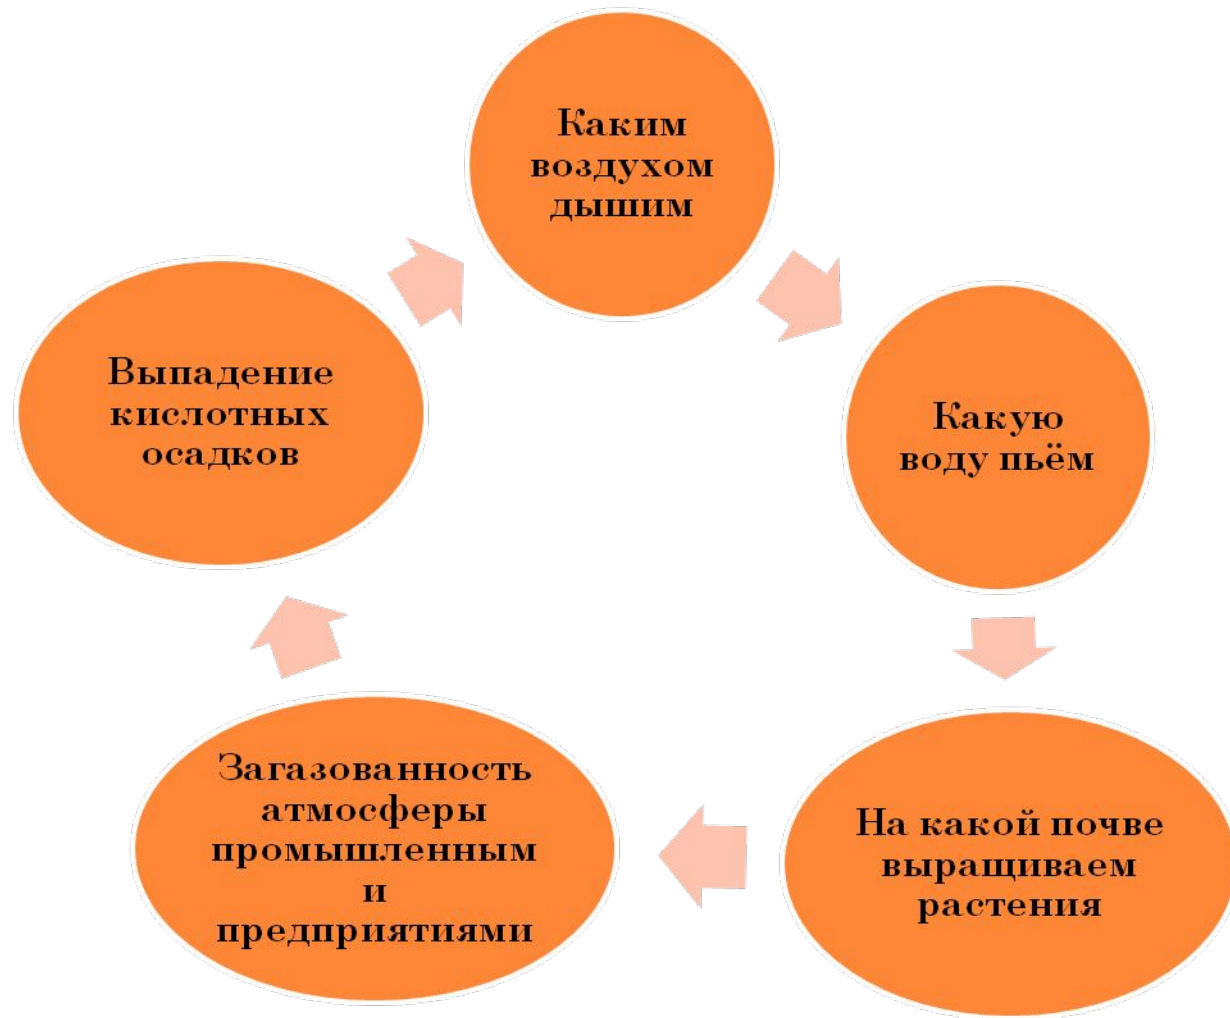 Каким
воздухом
дышим
Какую
воду пьём
На какой почве
выращиваем
растения
Загазованность
атмосферы
промышленным
и
предприятиями
Выпадение
кислотных
осадков